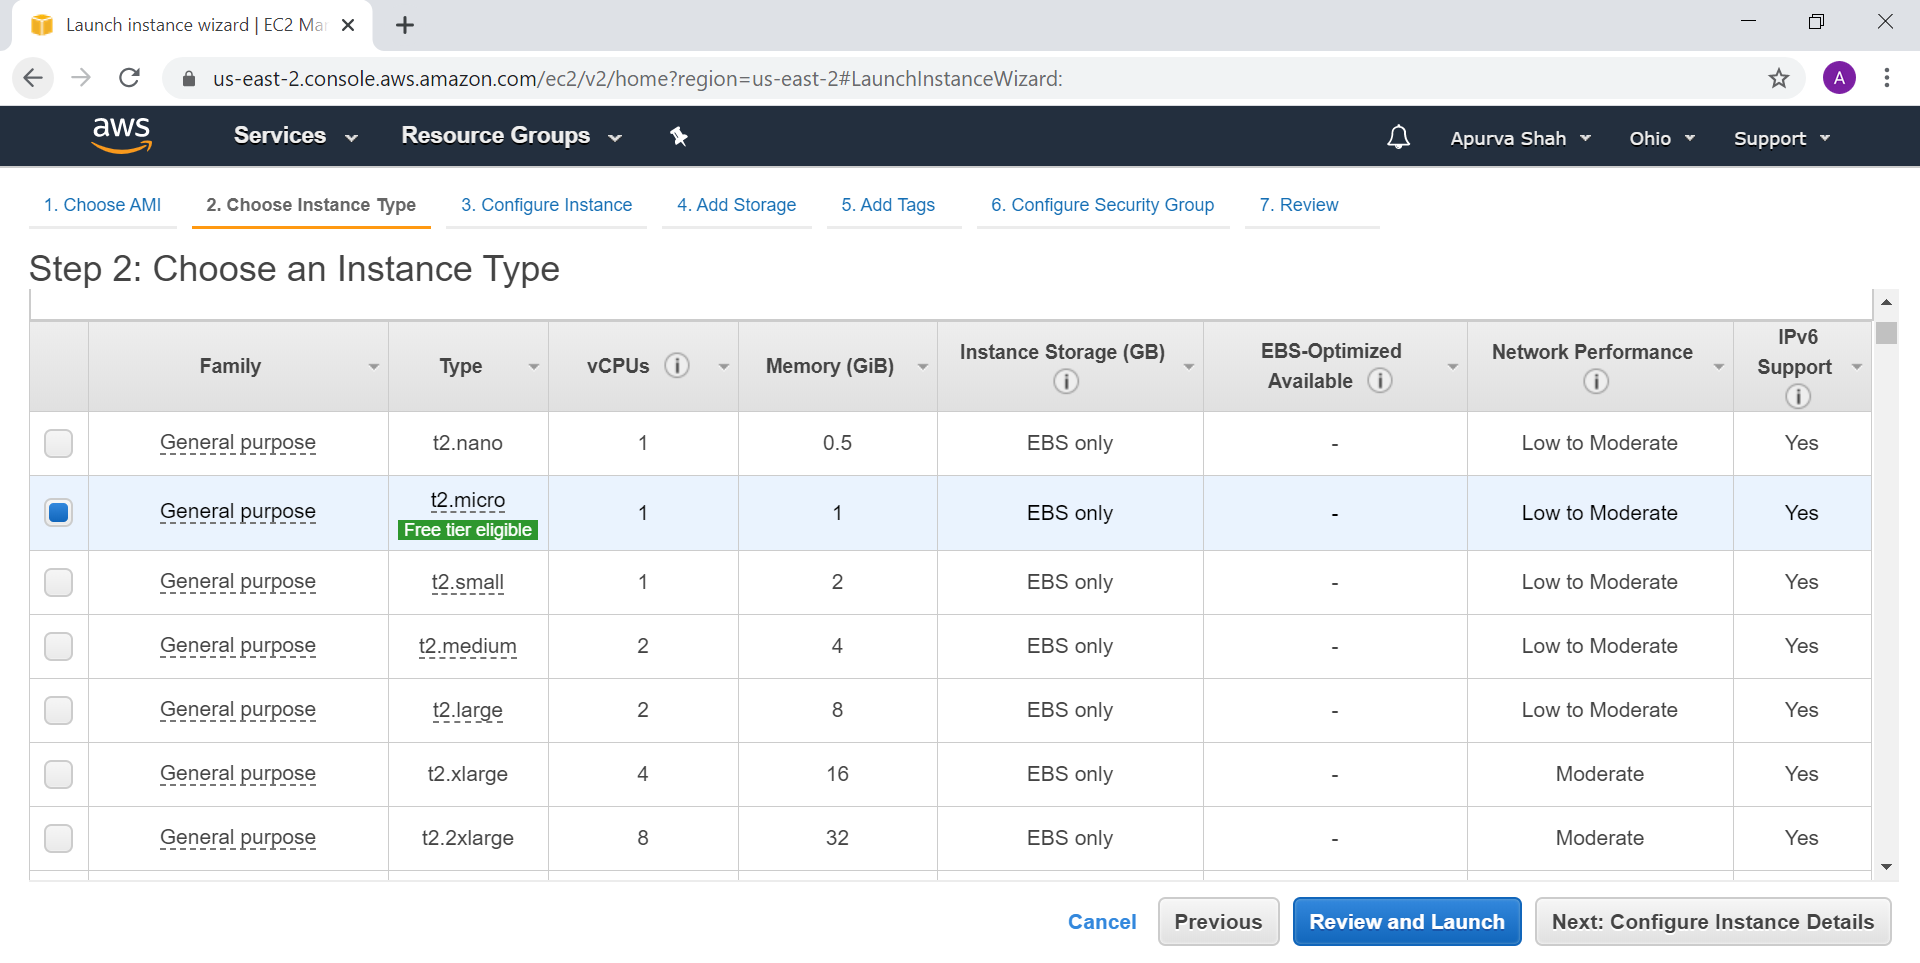 Launch instance wizard | EC2 Ma
us-east-2.console.aws.amazon.com/ec2/v2/home?region=us-east-2#LaunchInstanceWizard:
A
aws
Services
Resource Groups
Apurva Shah
Ohio
Support
1. Choose AMI
2. Choose Instance Type
3. Configure Instance
4. Add Storage
5. Add Tags
6. Configure Security Group
7. Review
Step 2: Choose an Instance Type
Family Type vCPUs i Memory (GiB) Instance Storage (GB) i EBS-Optimized Available i Network Performance i IPv6 Support i
General purpose t2.nano 1 0.5 EBS only - Low to Moderate Yes
General purpose t2.micro Free tier eligible 1 1 EBS only - Low to Moderate Yes
General purpose t2.small 1 2 EBS only - Low to Moderate Yes
General purpose t2.medium 2 4 EBS only - Low to Moderate Yes
General purpose t2.large 2 8 EBS only - Low to Moderate Yes
General purpose t2.xlarge 4 16 EBS only - Moderate Yes
General purpose t2.2xlarge 8 32 EBS only - Moderate Yes
Cancel
Previous
Review and Launch
Next: Configure Instance Details